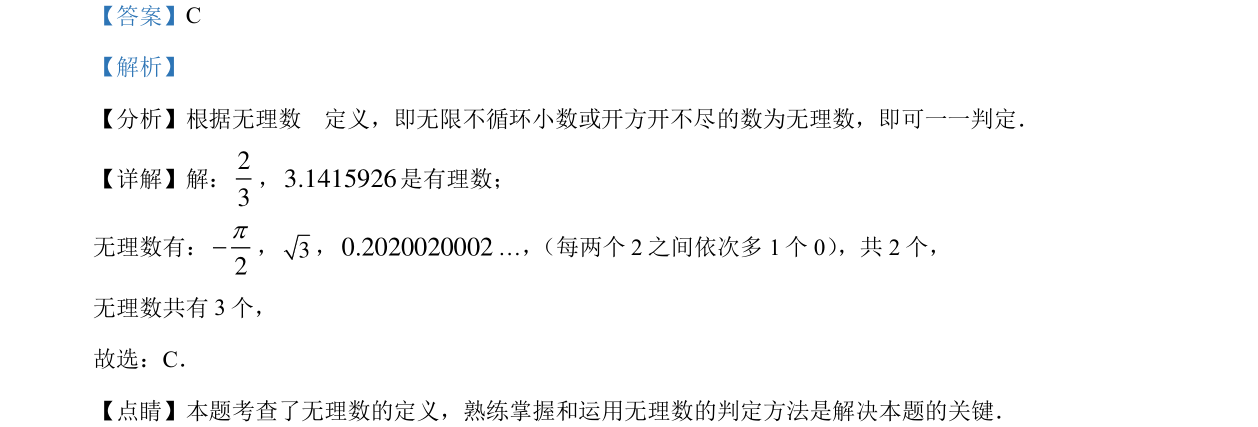 【答案】C
【解析】
【分析】根据无理数 定义，即无限不循环小数或开方开不尽的数为无理数，即可一一判定．
【详解】解：2/3，3.1415926是有理数；
无理数有：−π/2，√3，0.2020020002…，（每两个 2 之间依次多 1 个 0），共 2 个，
无理数共有 3 个，
故选：C．
【点睛】本题考查了无理数的定义，熟练掌握和运用无理数的判定方法是解决本题的关键．